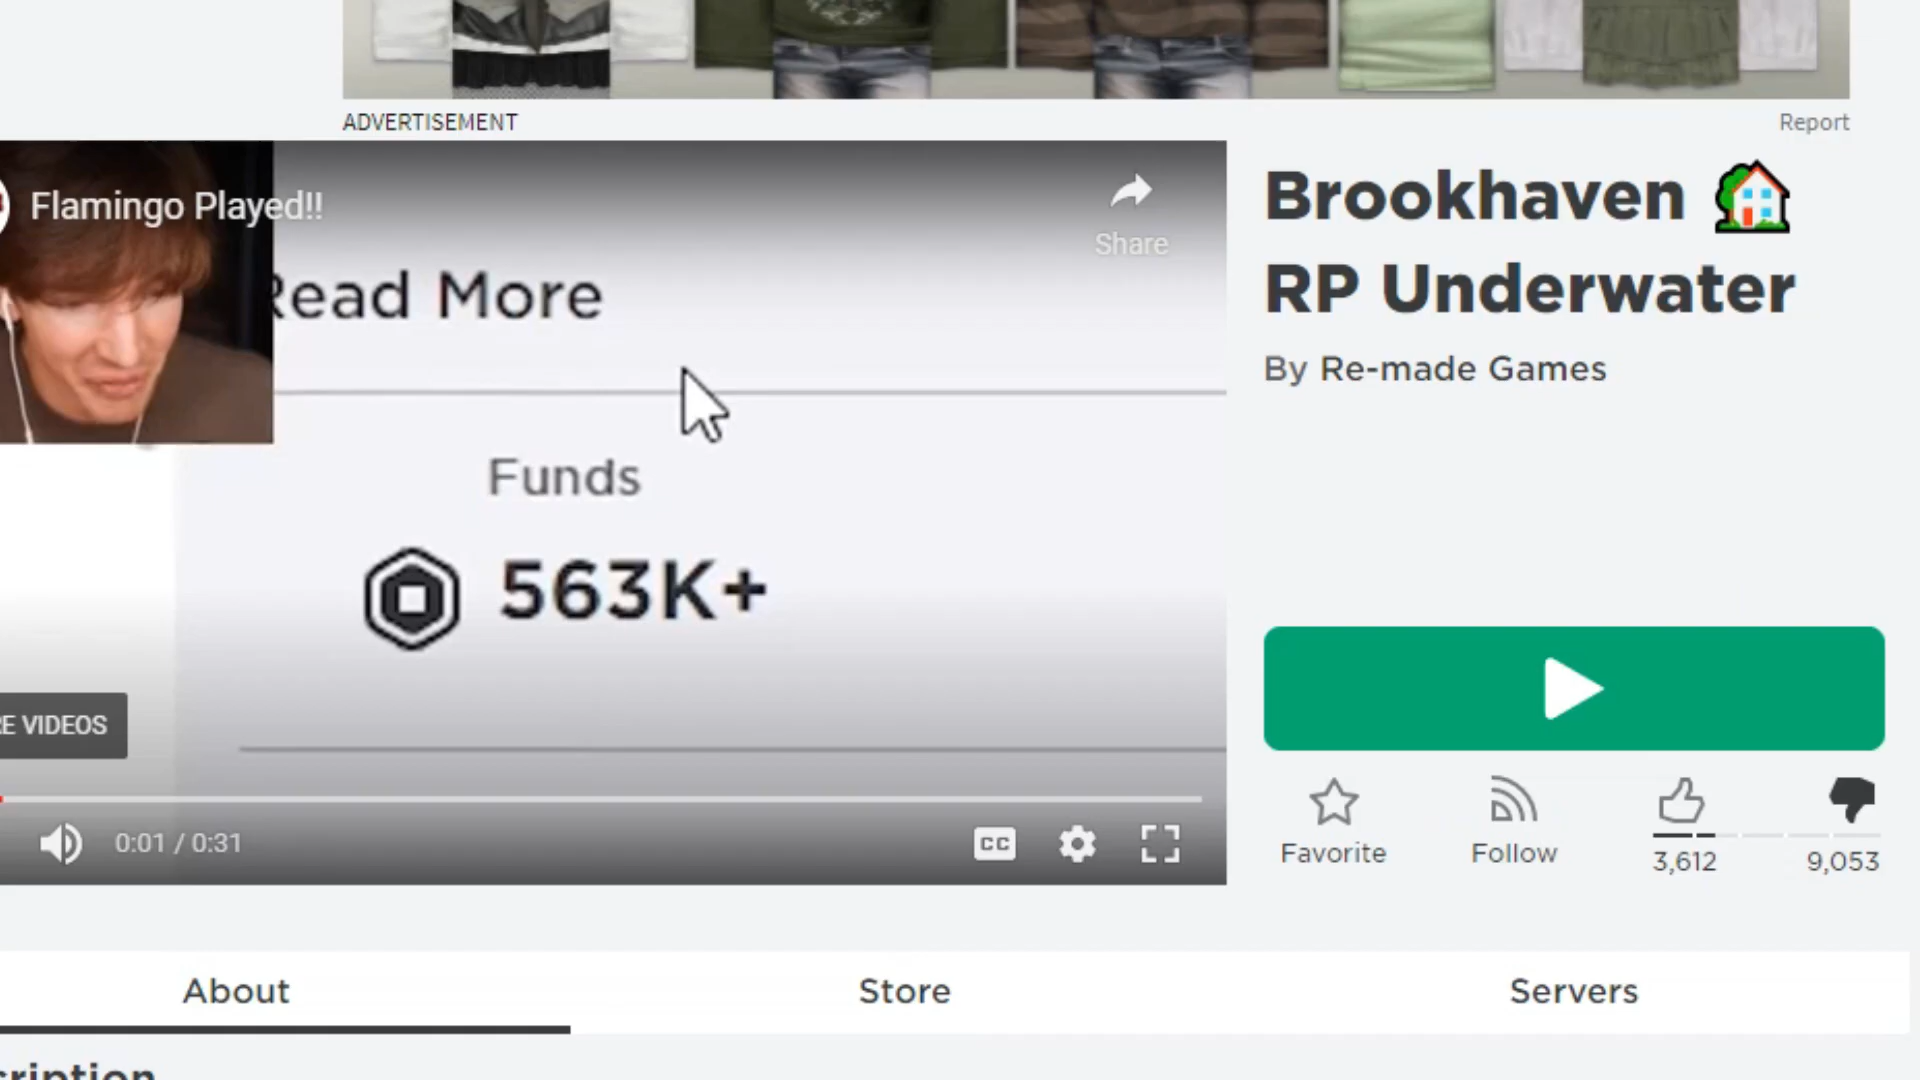 ADVERTISEMENT
Report
Flamingo Played!!
Share
Read More
Funds
563K+
VIDEOS
0:01 / 0:31
CC
Brookhaven 🏡
RP Underwater
By Re-made Games
Favorite
Follow
3,612
9,053
About
Store
Servers